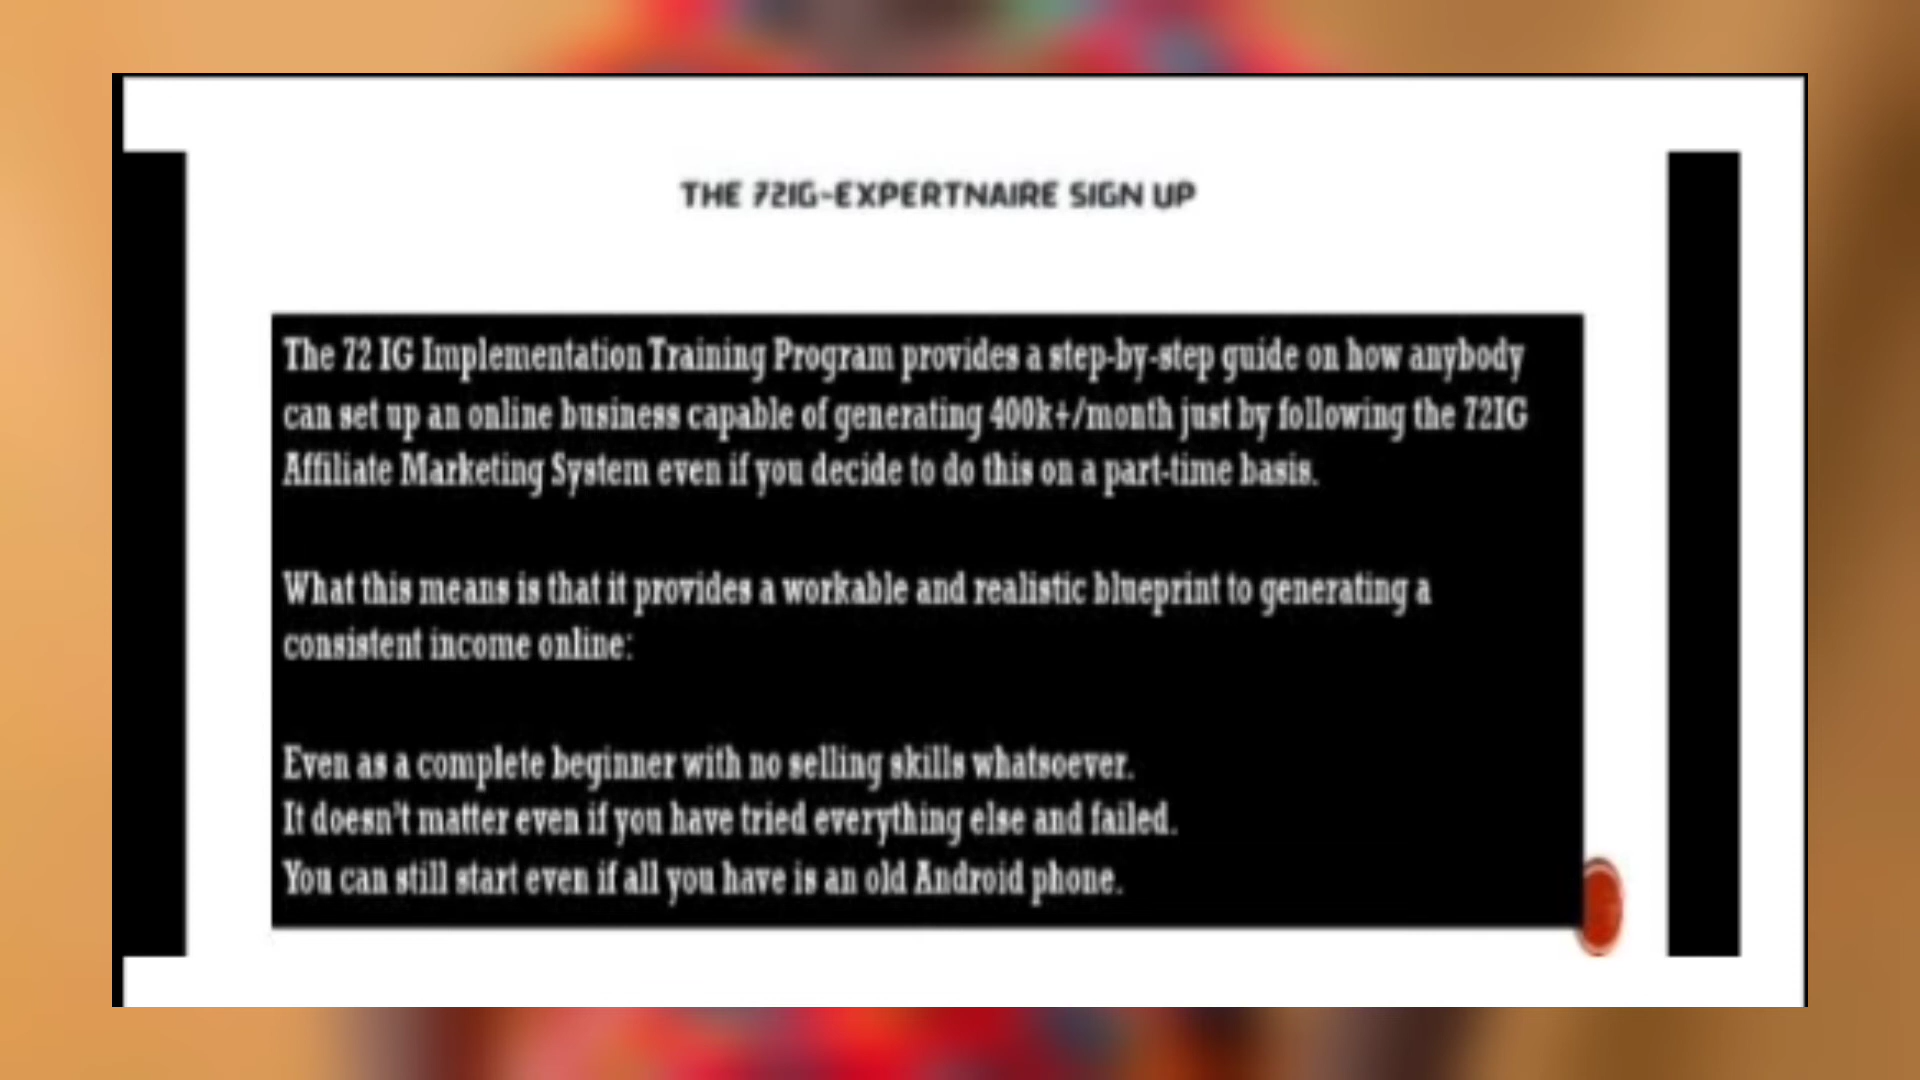 THE 72IG-EXPERTNAIRE SIGN UP
The 72 IG Implementation Training Program provides a step-by-step guide on how anybody
can set up an online business capable of generating 400k+/month just by following the 72IG
Affiliate Marketing System even if you decide to do this on a part-time basis.
What this means is that it provides a workable and realistic blueprint to generating a
consistent income online:
Even as a complete beginner with no selling skills whatsoever.
It doesn't matter even if you have tried everything else and failed.
You can still start even if all you have is an old Android phone.